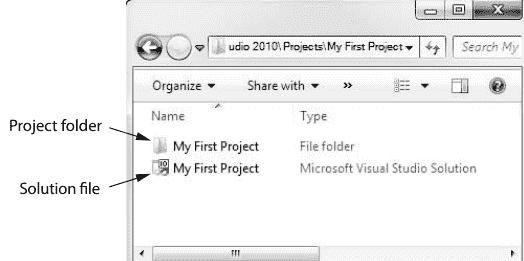 udio 2010\Projects\My First Project
Search My
Organize
Share with
»
Name
Type
Project folder
My First Project
File folder
Solution file
My First Project
Microsoft Visual Studio Solution